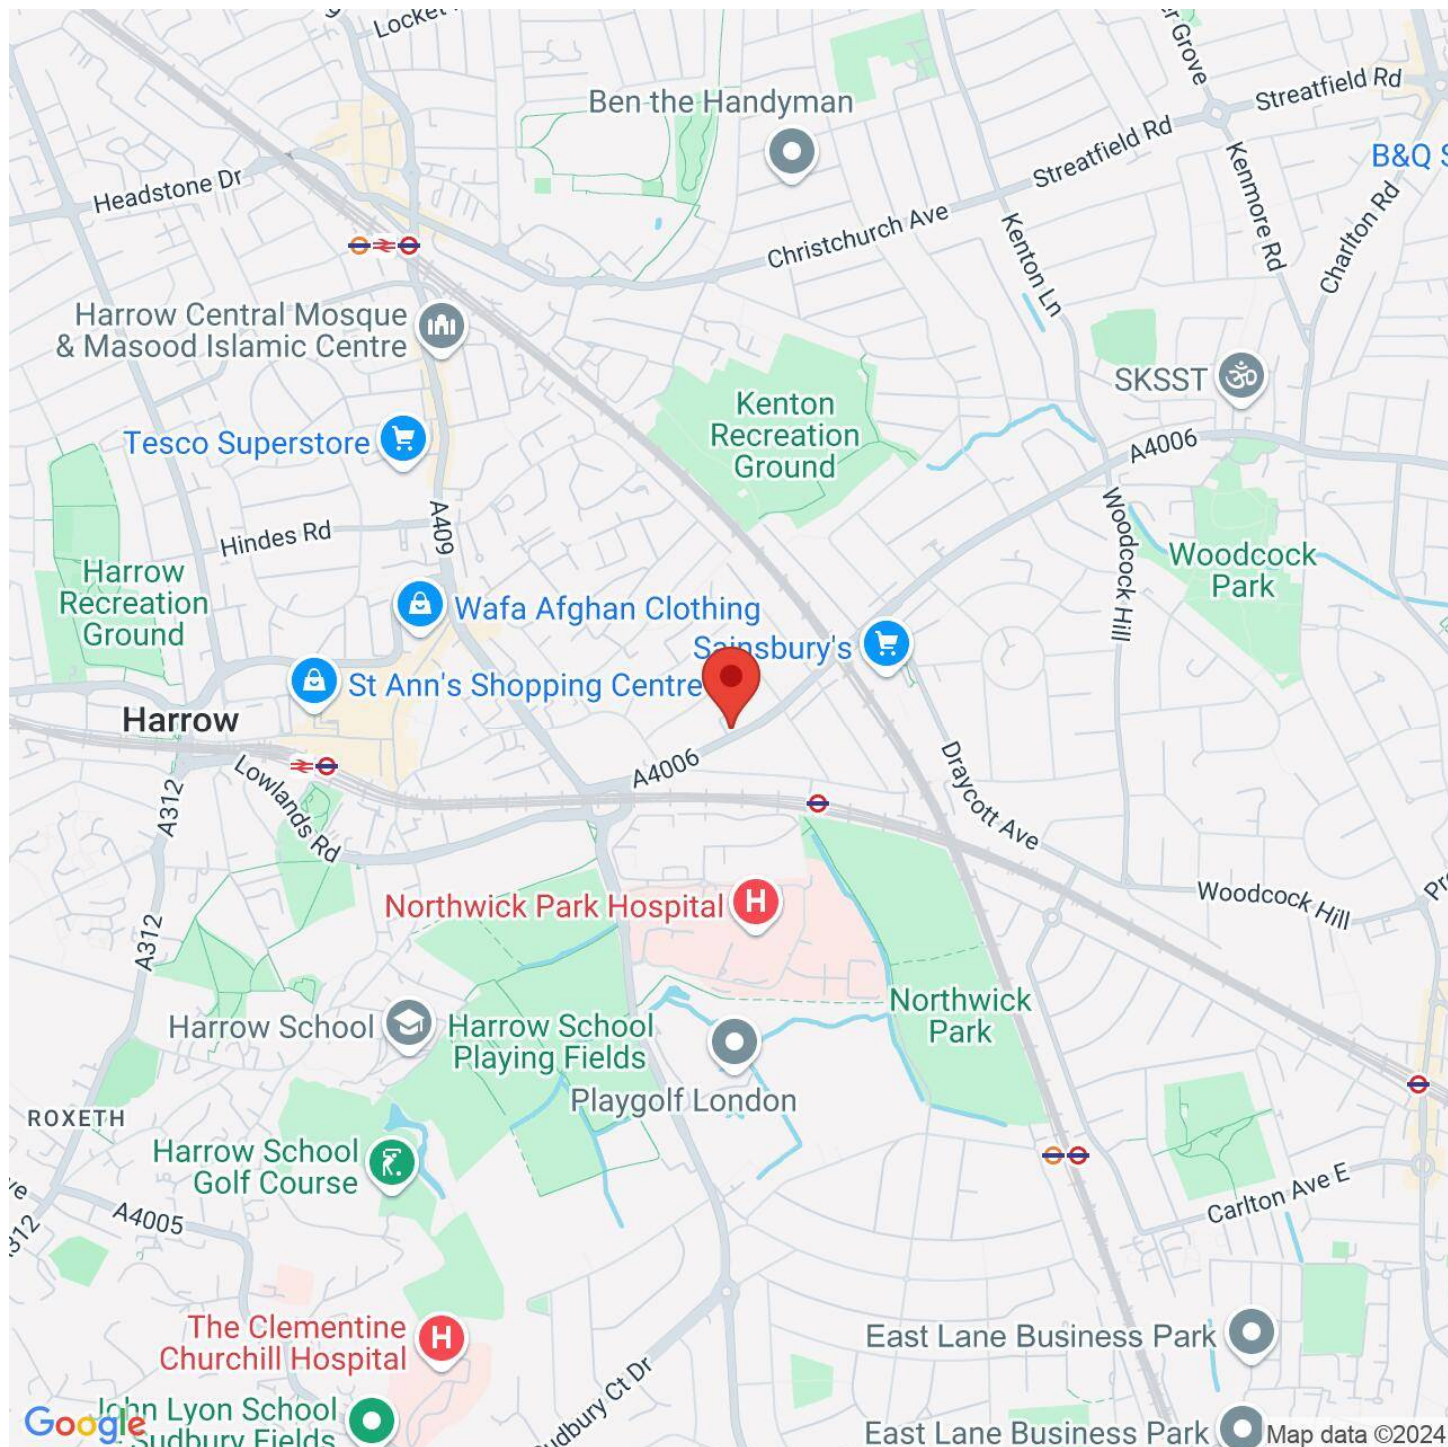 Locket
Ben the Handyman
Grove
Streatfield Rd
Streatfield Rd
B&Q S
Headstone Dr
Kenmore Rd
Charlton Rd
Christchurch Ave
Kenton Ln
Harrow Central Mosque
& Masood Islamic Centre
SKSST
Kenton
Recreation
Ground
Tesco Superstore
A4006
A409
Hindes Rd
Woodcock Hill
Woodcock
Park
Harrow
Recreation
Ground
Wafa Afghan Clothing
Sainsbury's
St Ann's Shopping Centre
Harrow
A4006
Lowlands Rd
A312
Draycott Ave
Northwick Park Hospital
H
Woodcock Hill
Pr
A312
Northwick
Park
Harrow School
Harrow School
Playing Fields
Playgolf London
ROXETH
Harrow School
Golf Course
ve
A312
A4005
Carlton Ave E
The Clementine
Churchill Hospital
H
East Lane Business Park
Sudbury Ct Dr
John Lyon School
- Sudbury Fields
Google
East Lane Business Park
Map data ©2024